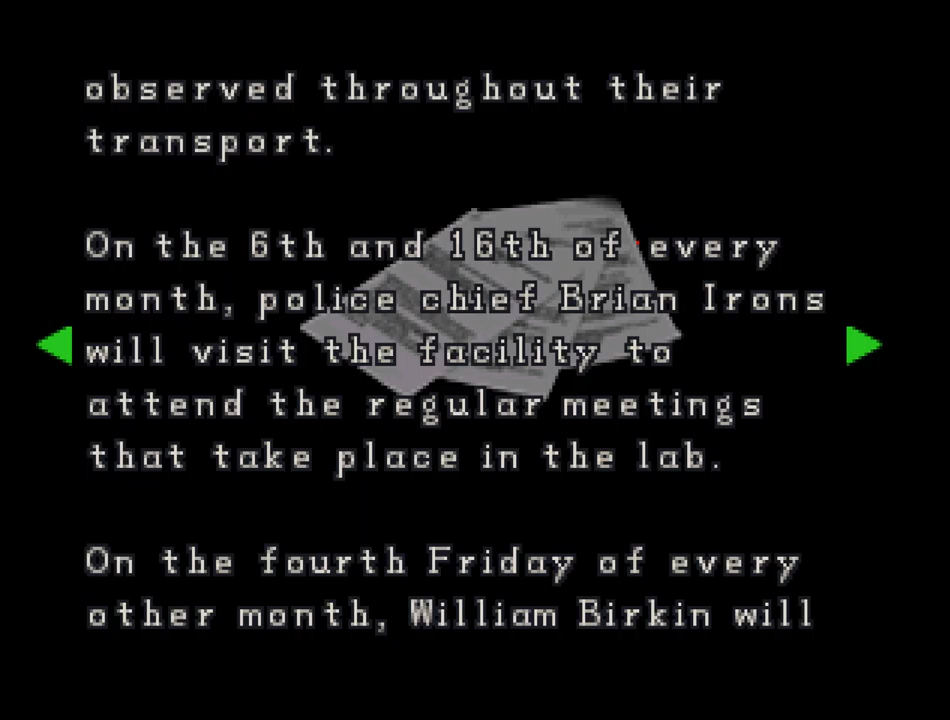 observed throughout their
transport.
On the 6th and 16th of every
month, police chief Brian Irons
will visit the facility to
attend the regular meetings
that take place in the lab.
On the fourth Friday of every
other month, William Birkin will